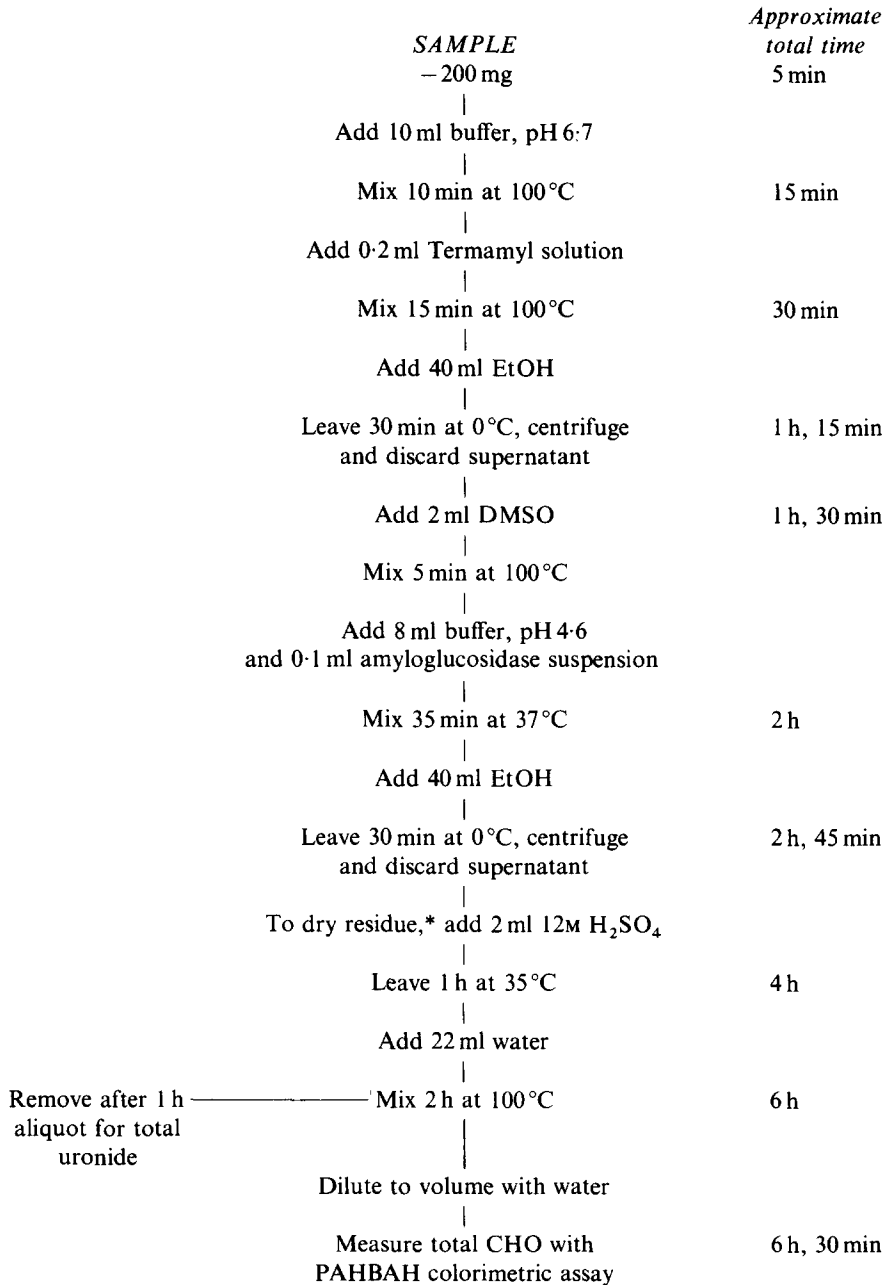 Approximate
SAMPLE total time
–200 mg 5 min
Add 10 ml buffer, pH 6:7
Mix 10 min at 100 °C 15 min
Add 0·2 ml Termamyl solution
Mix 15 min at 100 °C 30 min
Add 40 ml EtOH
Leave 30 min at 0 °C, centrifuge 1 h, 15 min
and discard supernatant
Add 2 ml DMSO 1 h, 30 min
Mix 5 min at 100 °C
Add 8 ml buffer, pH 4·6
and 0·1 ml amyloglucosidase suspension
Mix 35 min at 37 °C 2 h
Add 40 ml EtOH
Leave 30 min at 0 °C, centrifuge 2 h, 45 min
and discard supernatant
To dry residue,* add 2 ml 12M H₂SO₄
Leave 1 h at 35 °C 4 h
Add 22 ml water
Remove after 1 h Mix 2 h at 100 °C 6 h
aliquot for total
uronide
Dilute to volume with water
Measure total CHO with 6 h, 30 min
PAHBAH colorimetric assay